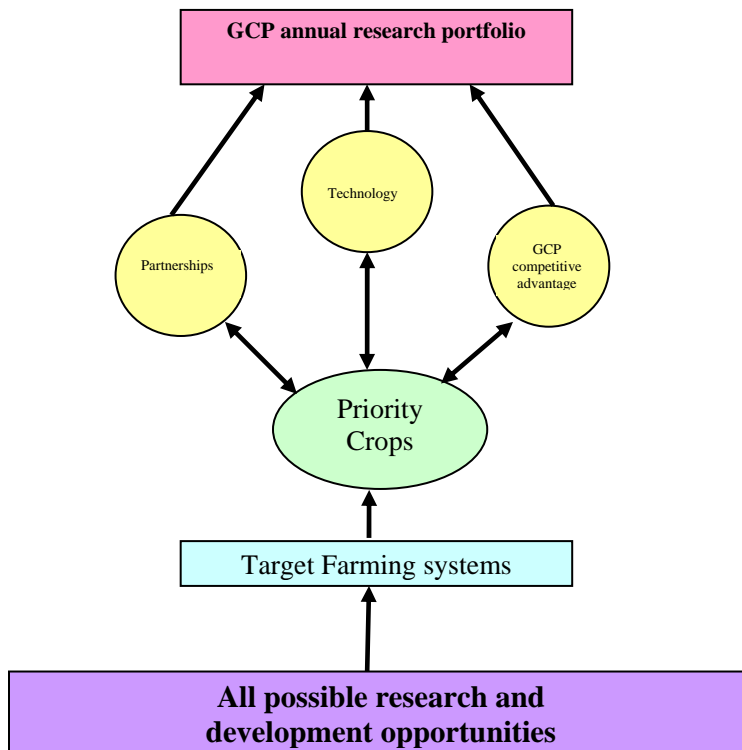 GCP annual research portfolio
Technology
Partnerships
GCP
competitive
advantage
Priority
Crops
Target Farming systems
All possible research and
development opportunities